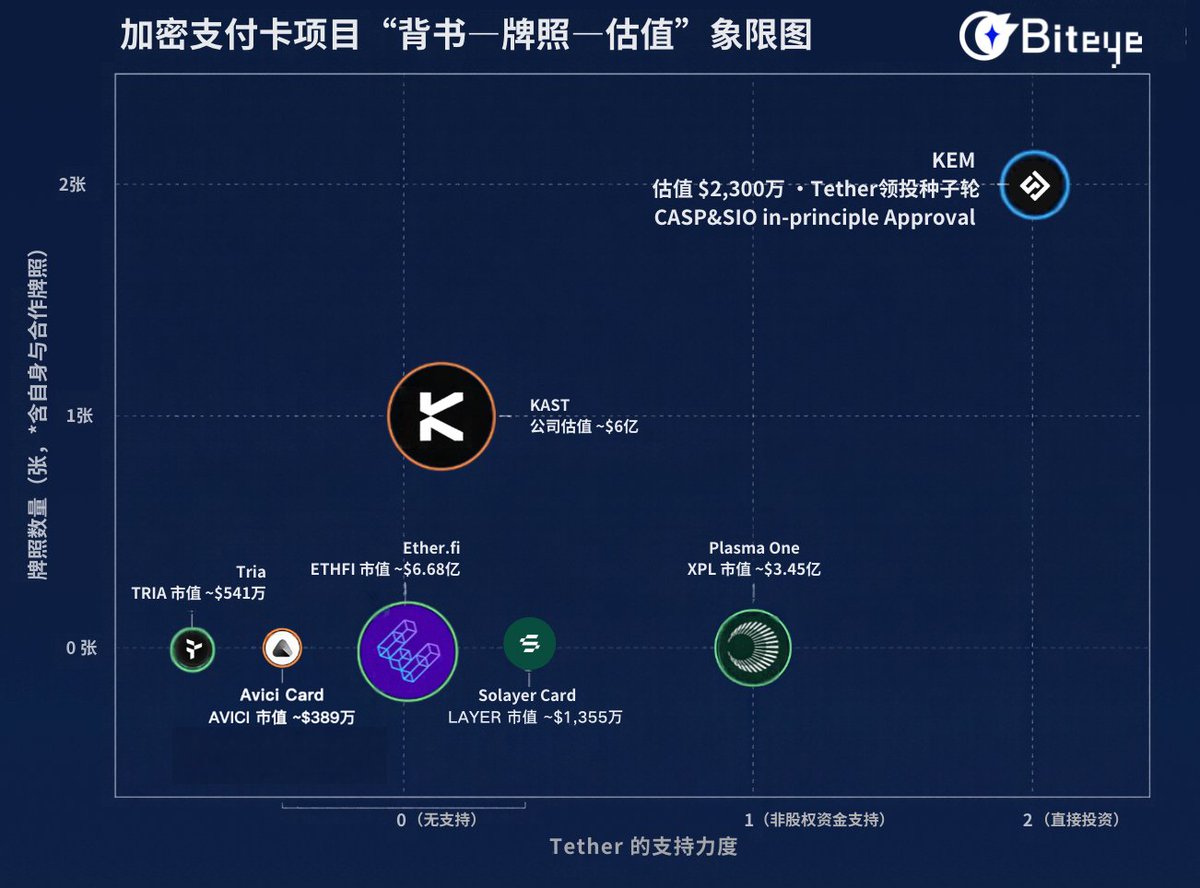 加密支付卡项目“背书—牌照—估值”象限图
Biteye
2张
KEM
估值 $2,300万 ・Tether领投种子轮
CASP&SIO in-principle Approval
牌照数量（张，*含自身与合作牌照）
1张
KAST
公司估值 ~$6亿
Ether.fi
ETHFI 市值 ~$6.68亿
Plasma One
XPL 市值 ~$3.45亿
Tria
TRIA 市值 ~$541万
0 张
Avici Card
AVICI 市值 ~$389万
Solayer Card
LAYER 市值 ~$1,355万
0（无支持）
1（非股权资金支持）
2（直接投资）
Tether 的支持力度